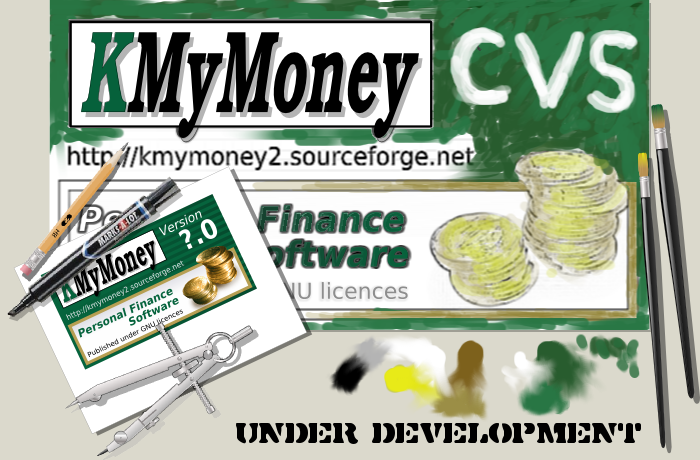 KMyMoney
CVS
http://kmymoney2.sourceforge.net
Pe
Finance
oftware
NU licences
KMyMoney
Version
?.0
http://kmymoney2.sourceforge.net
Personal Finance
Software
Published under GNU licences
UNDER DEVELOPMENT